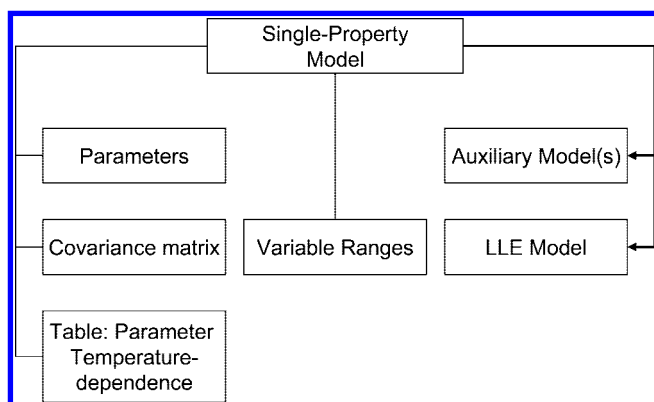 Single-Property
Model
Parameters
Auxiliary Model(s)
Covariance matrix
Variable Ranges
LLE Model
Table: Parameter
Temperature-
dependence